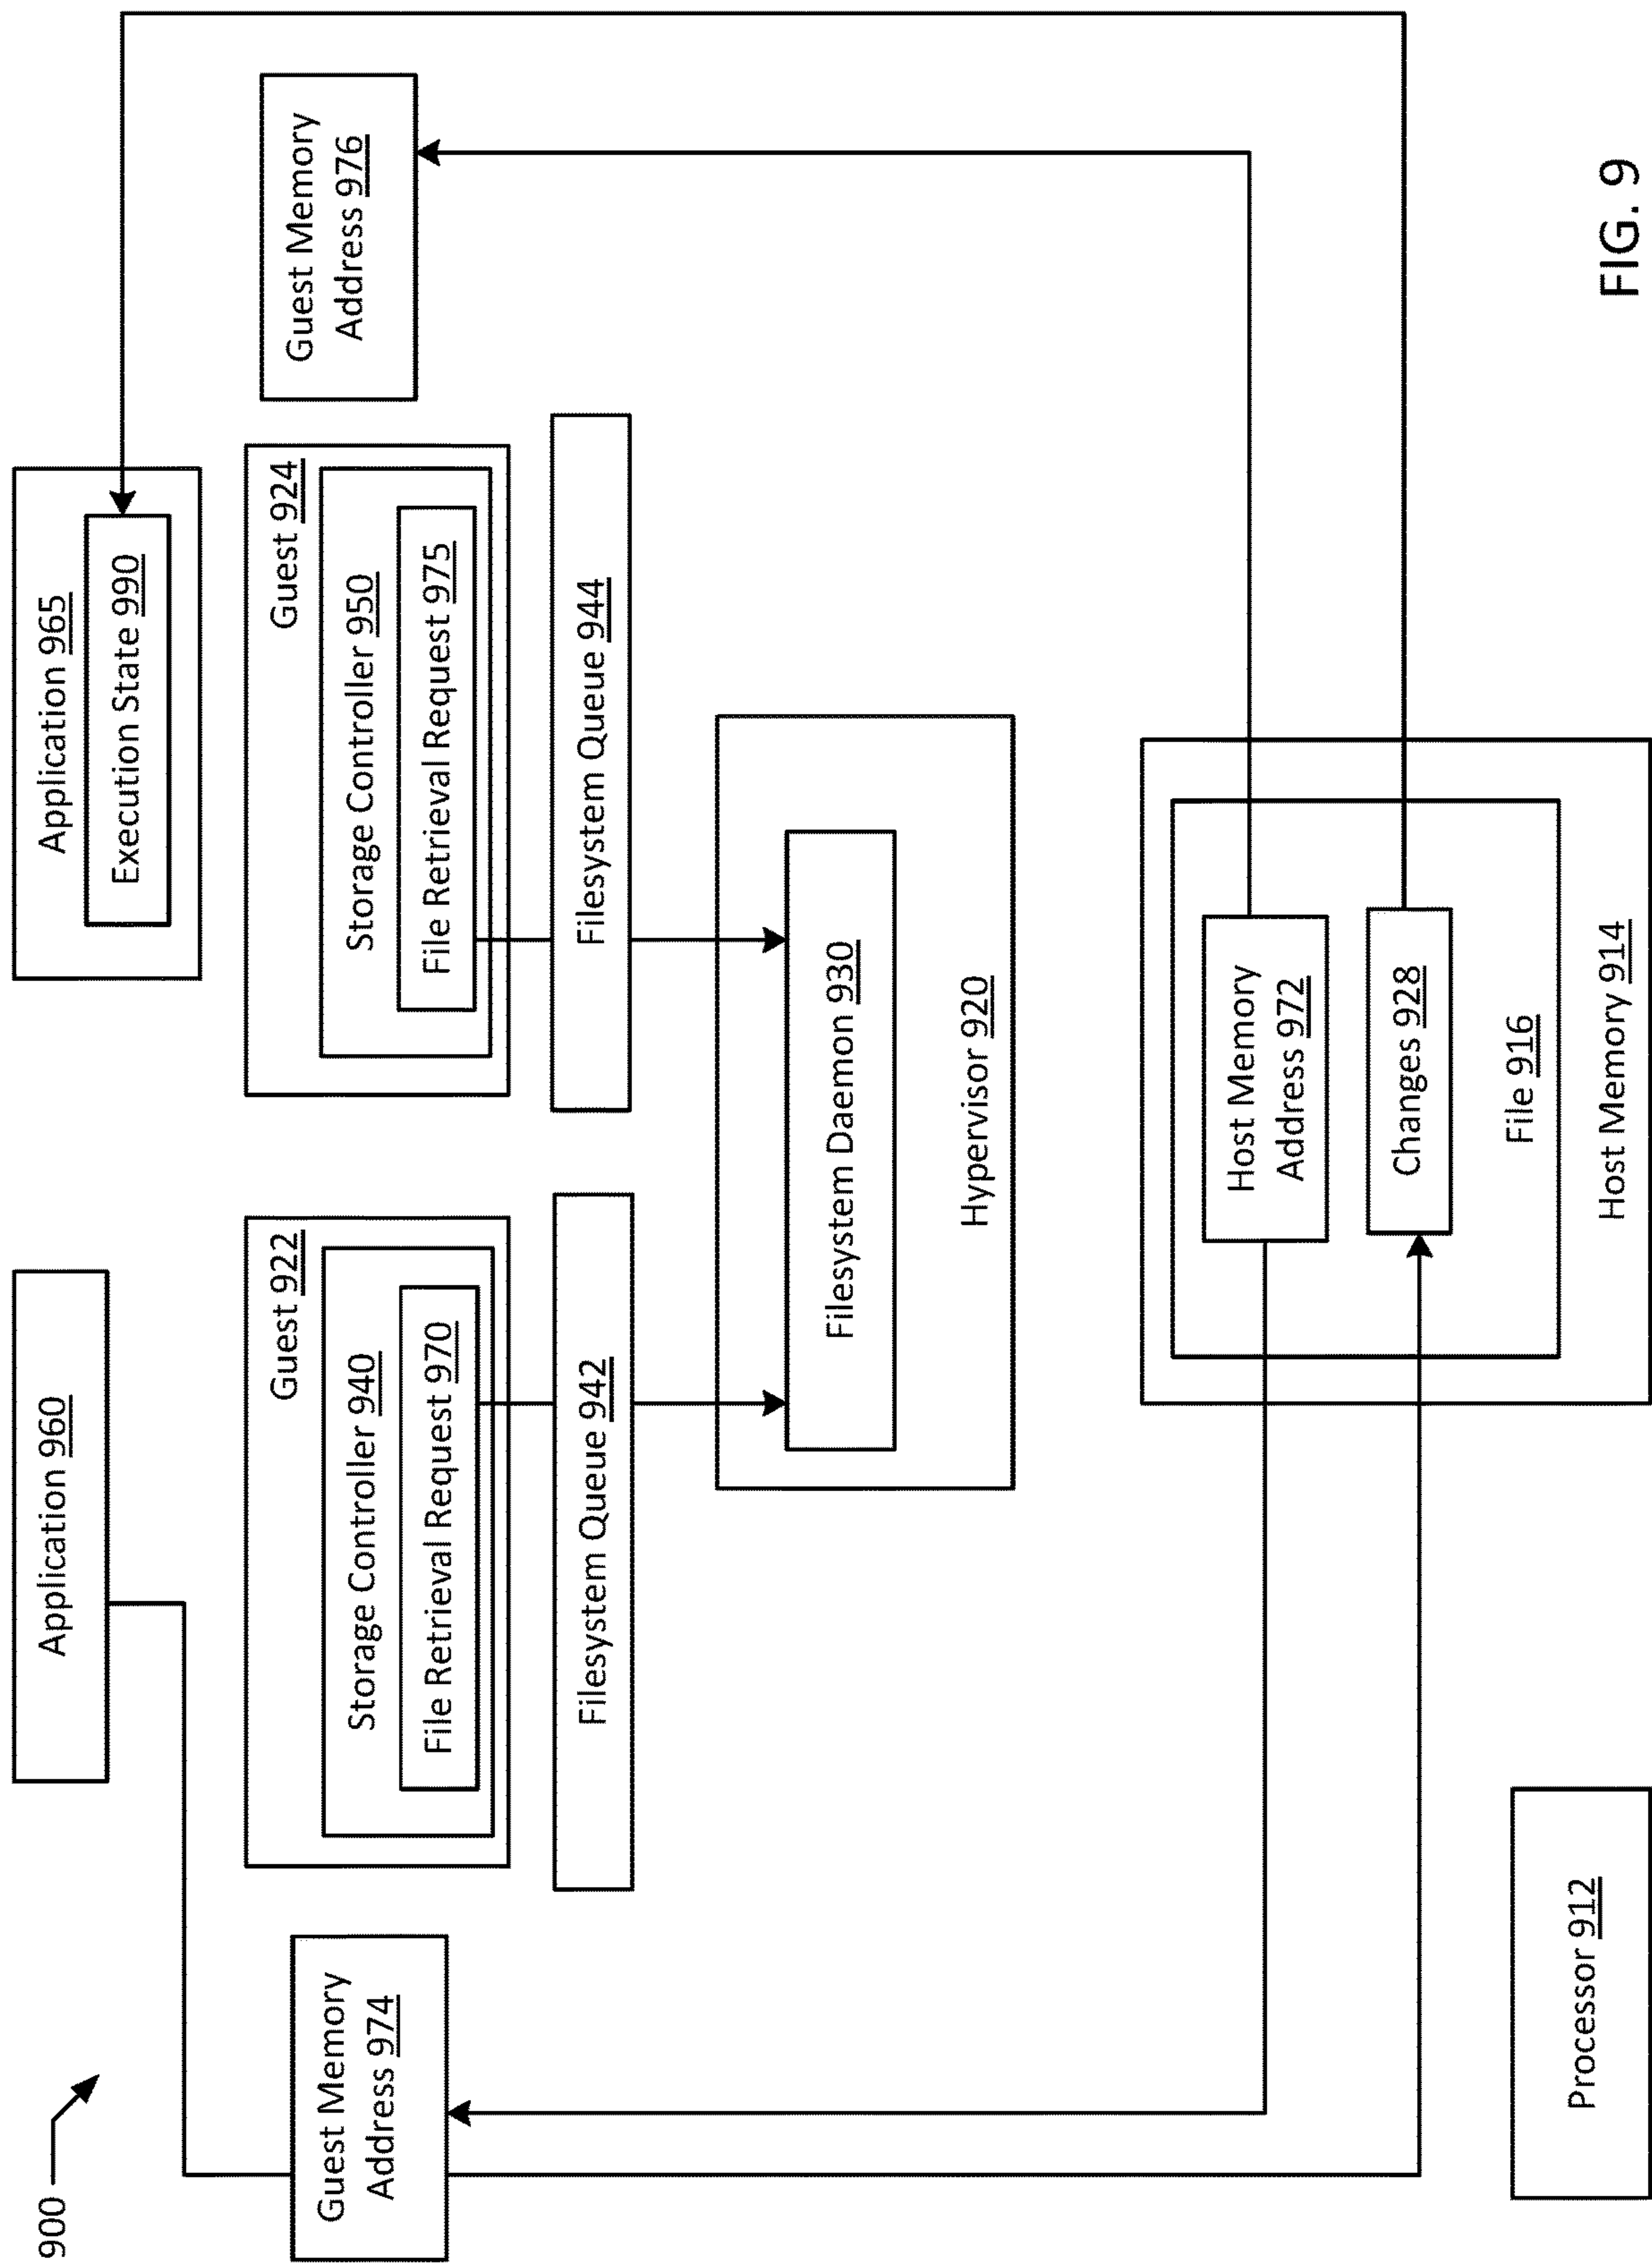 900
Application 960
Application 965
Execution State 990
Guest Memory
Address 974
Guest 922
Storage Controller 940
File Retrieval Request 970
Guest 924
Storage Controller 950
File Retrieval Request 975
Guest Memory
Address 976
Filesystem Queue 942
Filesystem Queue 944
Filesystem Daemon 930
Hypervisor 920
Host Memory
Address 972
Changes 928
File 916
Host Memory 914
Processor 912
FIG. 9